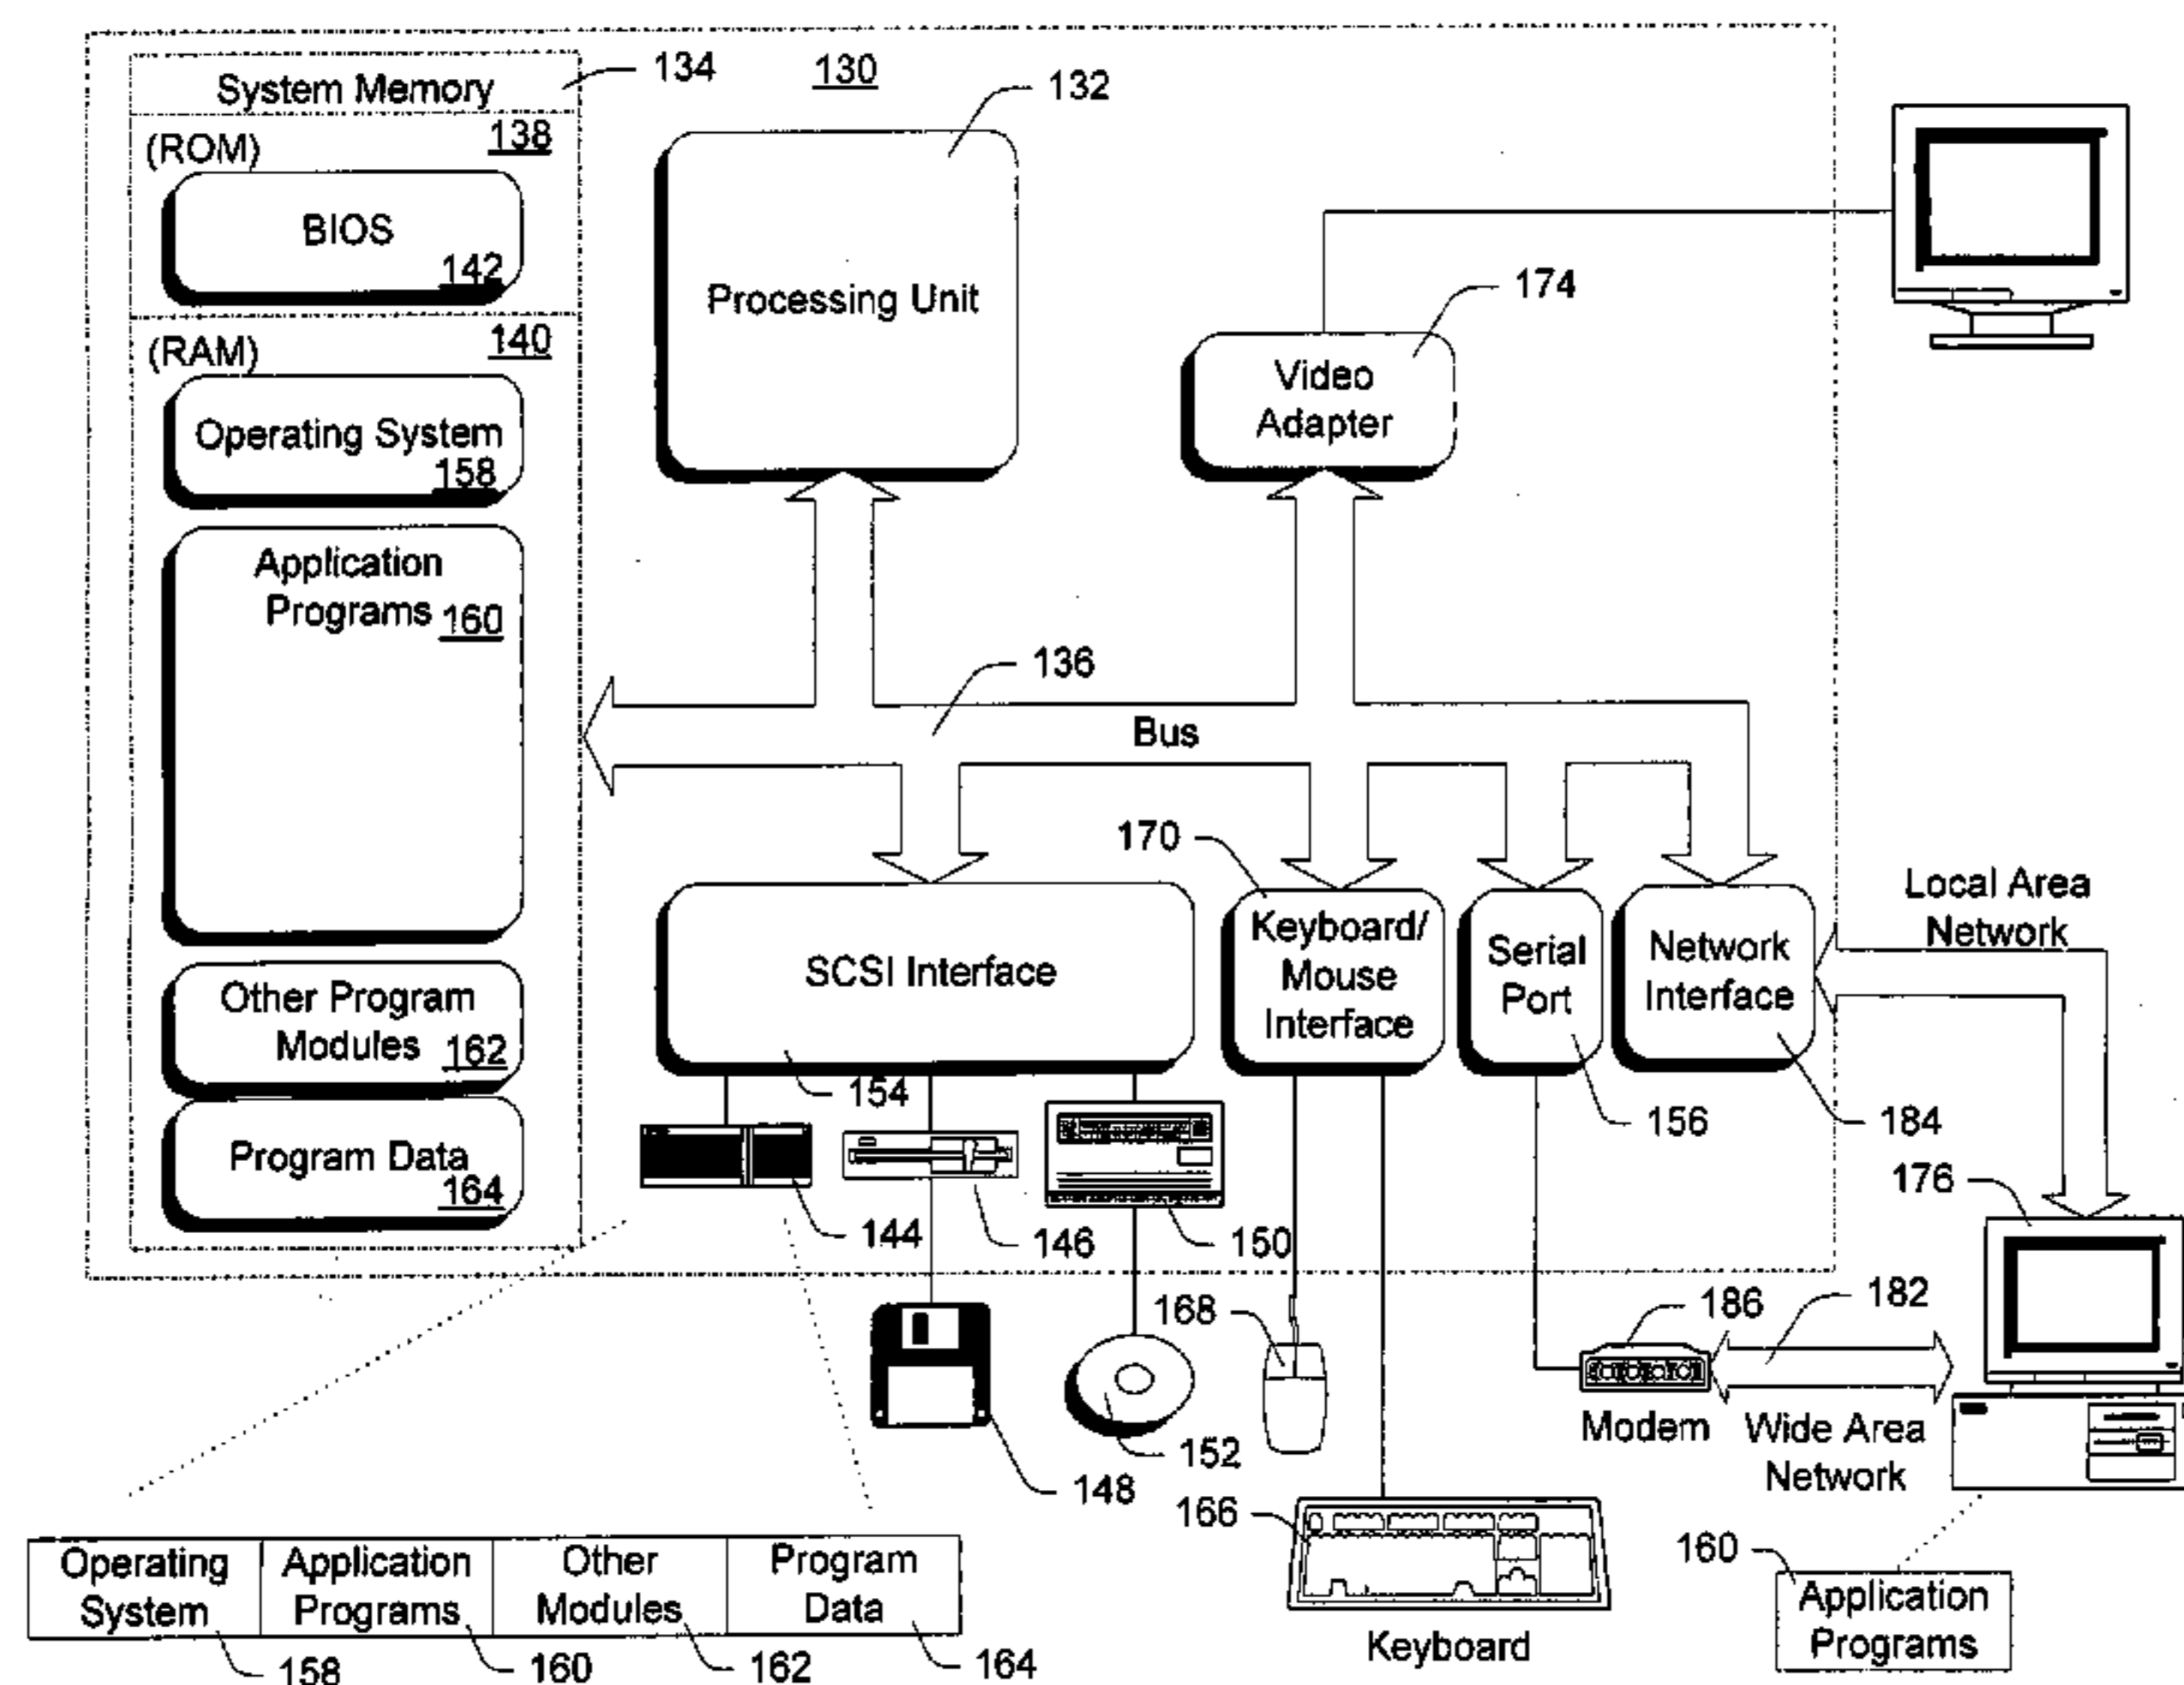 System Memory
134
130
132
(ROM)
138
BIOS
142
Processing Unit
174
(RAM)
140
Video
Adapter
Operating System
158
Application
Programs 160
136
Bus
170
Local Area
Network
Keyboard/
Mouse
Interface
SCSI Interface
Serial
Port
Network
Interface
Other Program
Modules 162
154
156
184
Program Data
164
176
144
146
150
168
186
182
152
148
Modem
Wide Area
Network
166
160
Operating
System
Application
Programs
Other
Modules
Program
Data
Application
Programs
Keyboard
158
160
162
164